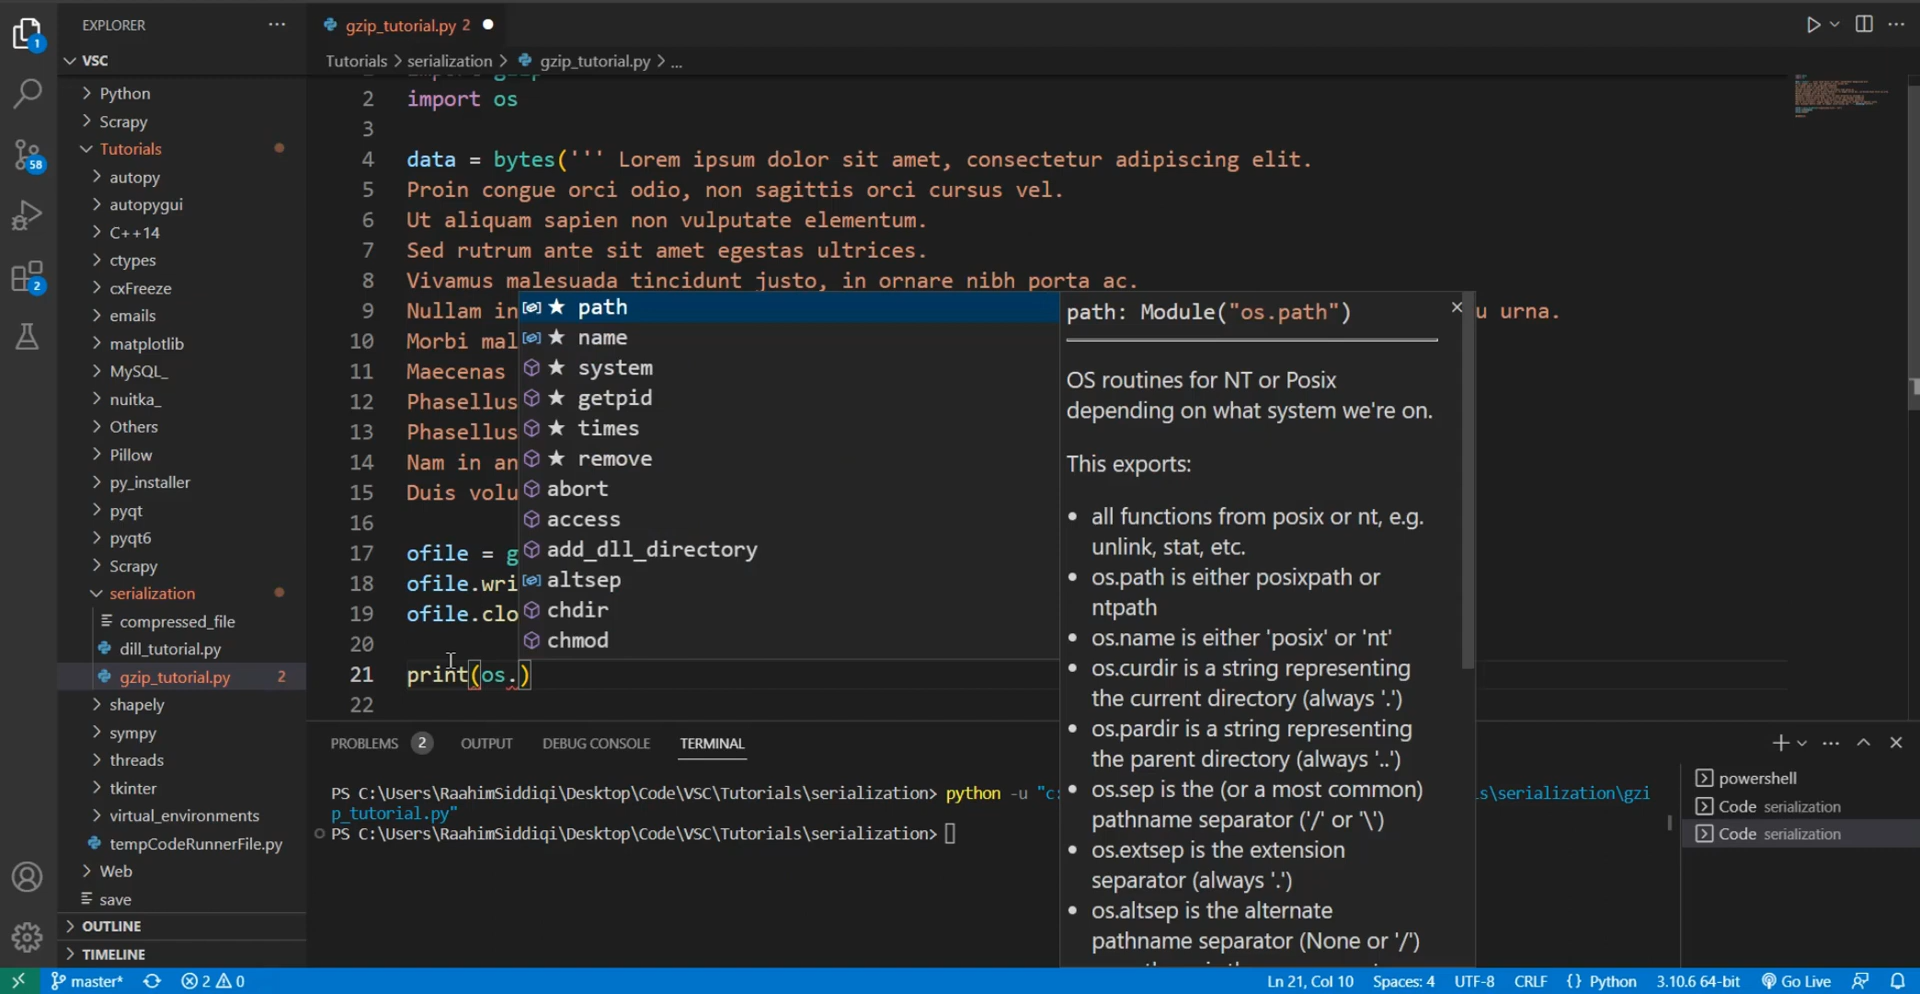 EXPLORER
gzip_tutorial.py 2
VSC
Tutorials > serialization > gzip_tutorial.py > ...
Python
Scrapy
Tutorials
autopy
autopygui
C++14
ctypes
cxFreeze
emails
matplotlib
MySQL_
nuitka_
Others
Pillow
py_installer
pyqt
pyqt6
Scrapy
serialization
compressed_file
dill_tutorial.py
gzip_tutorial.py 2
shapely
sympy
threads
tkinter
virtual_environments
tempCodeRunnerFile.py
Web
save
OUTLINE
TIMELINE
1
58
2
import gzip
2 import os
3
4 data = bytes(''' Lorem ipsum dolor sit amet, consectetur adipiscing elit.
5 Proin congue orci odio, non sagittis orci cursus vel.
6 Ut aliquam sapien non vulputate elementum.
7 Sed rutrum ante sit amet egestas ultrices.
8 Vivamus malesuada tincidunt justo, in ornare nibh porta ac.
9 Nullam in u urna.
10 Morbi mal
11 Maecenas
12 Phasellus
13 Phasellus
14 Nam in an
15 Duis volu
16
17 ofile = g
18 ofile.wri
19 ofile.clo
20
21 print(os.)
22
★ path
★ name
★ system
★ getpid
★ times
★ remove
abort
access
add_dll_directory
altsep
chdir
chmod
path: Module("os.path")
OS routines for NT or Posix
depending on what system we're on.
This exports:
• all functions from posix or nt, e.g.
unlink, stat, etc.
• os.path is either posixpath or
ntpath
• os.name is either 'posix' or 'nt'
• os.curdir is a string representing
the current directory (always '.')
• os.pardir is a string representing
the parent directory (always '..')
• os.sep is the (or a most common)
pathname separator ('/' or '\')
• os.extsep is the extension
separator (always '.')
• os.altsep is the alternate
pathname separator (None or '/')
PROBLEMS 2 OUTPUT DEBUG CONSOLE TERMINAL
PS C:\Users\RaahimSiddiqi\Desktop\Code\VSC\Tutorials\serialization> python -u "c: ls\serialization\gzi
p_tutorial.py"
PS C:\Users\RaahimSiddiqi\Desktop\Code\VSC\Tutorials\serialization>
powershell
Code serialization
Code serialization
master* 2 0 Ln 21, Col 10 Spaces: 4 UTF-8 CRLF {} Python 3.10.6 64-bit Go Live